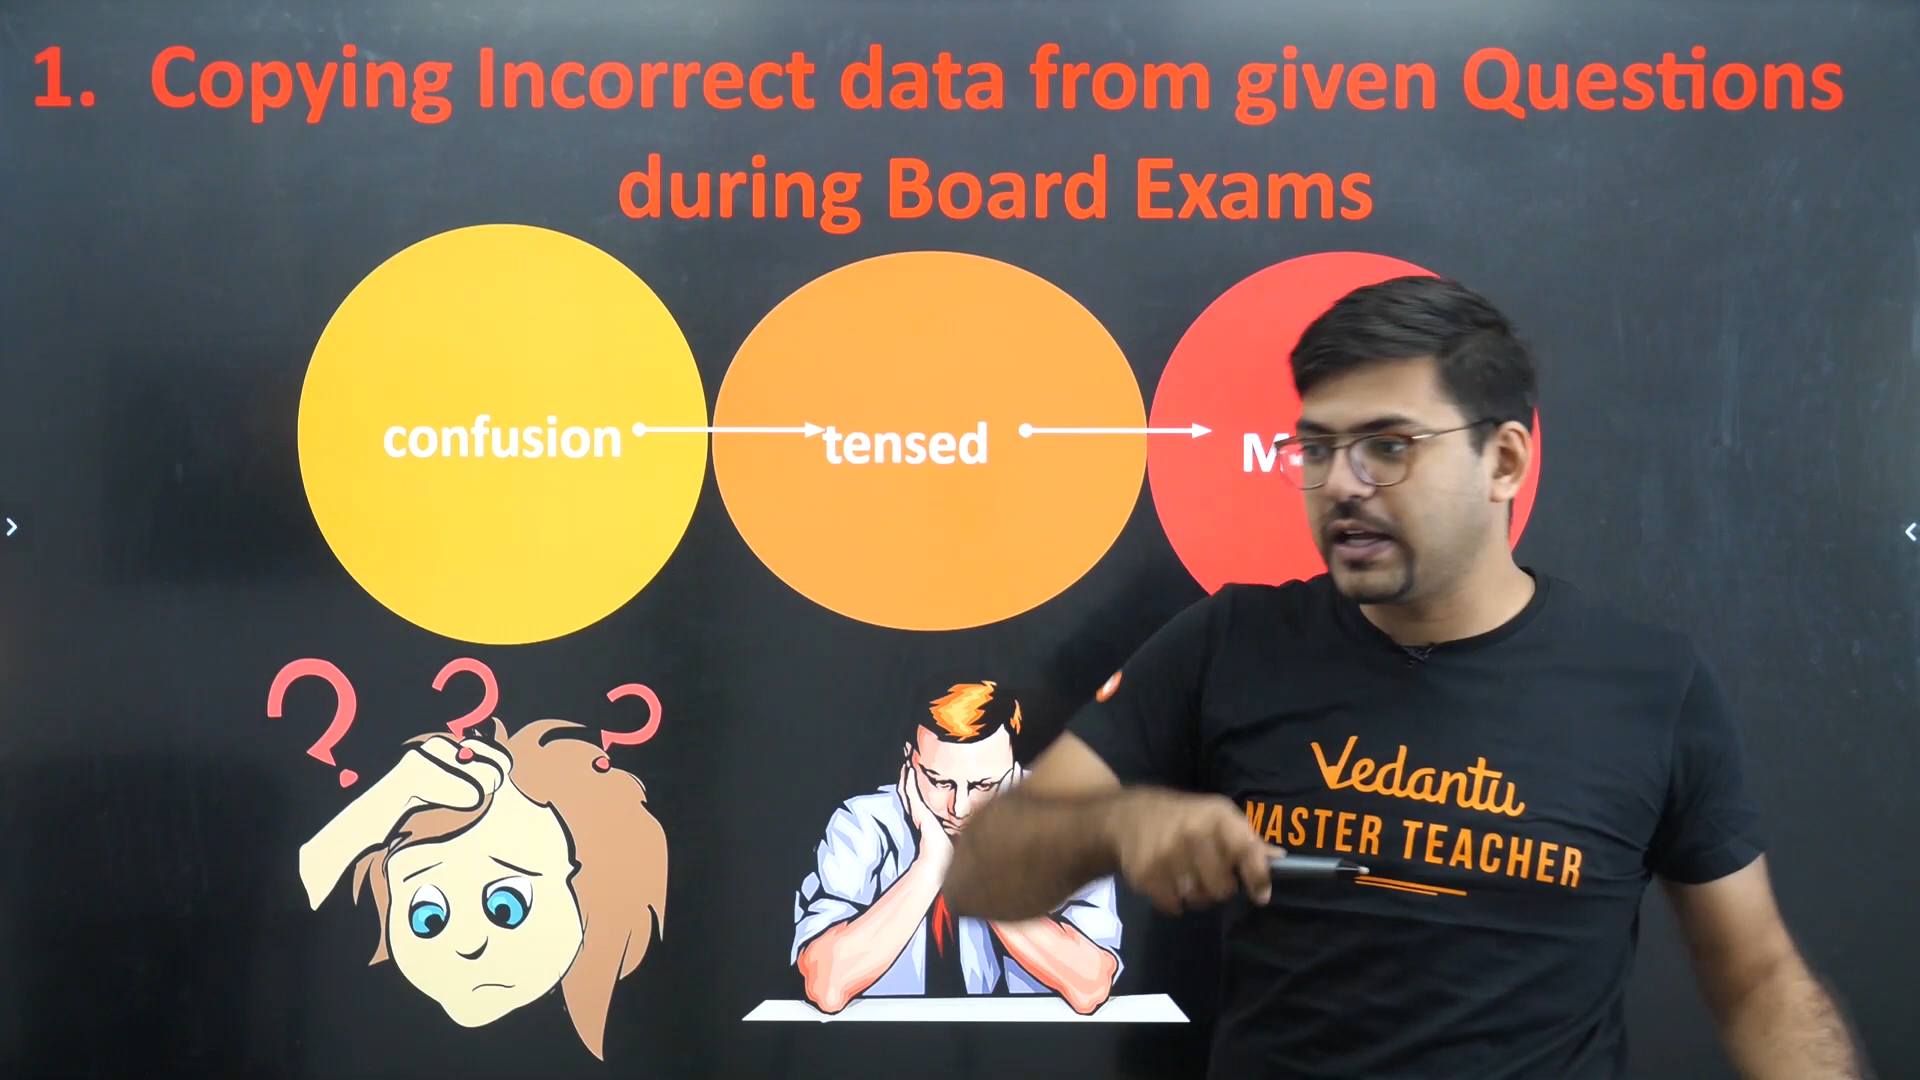 1. Copying Incorrect data from given Questions
during Board Exams
confusion
tensed
Vedantu
MASTER TEACHER